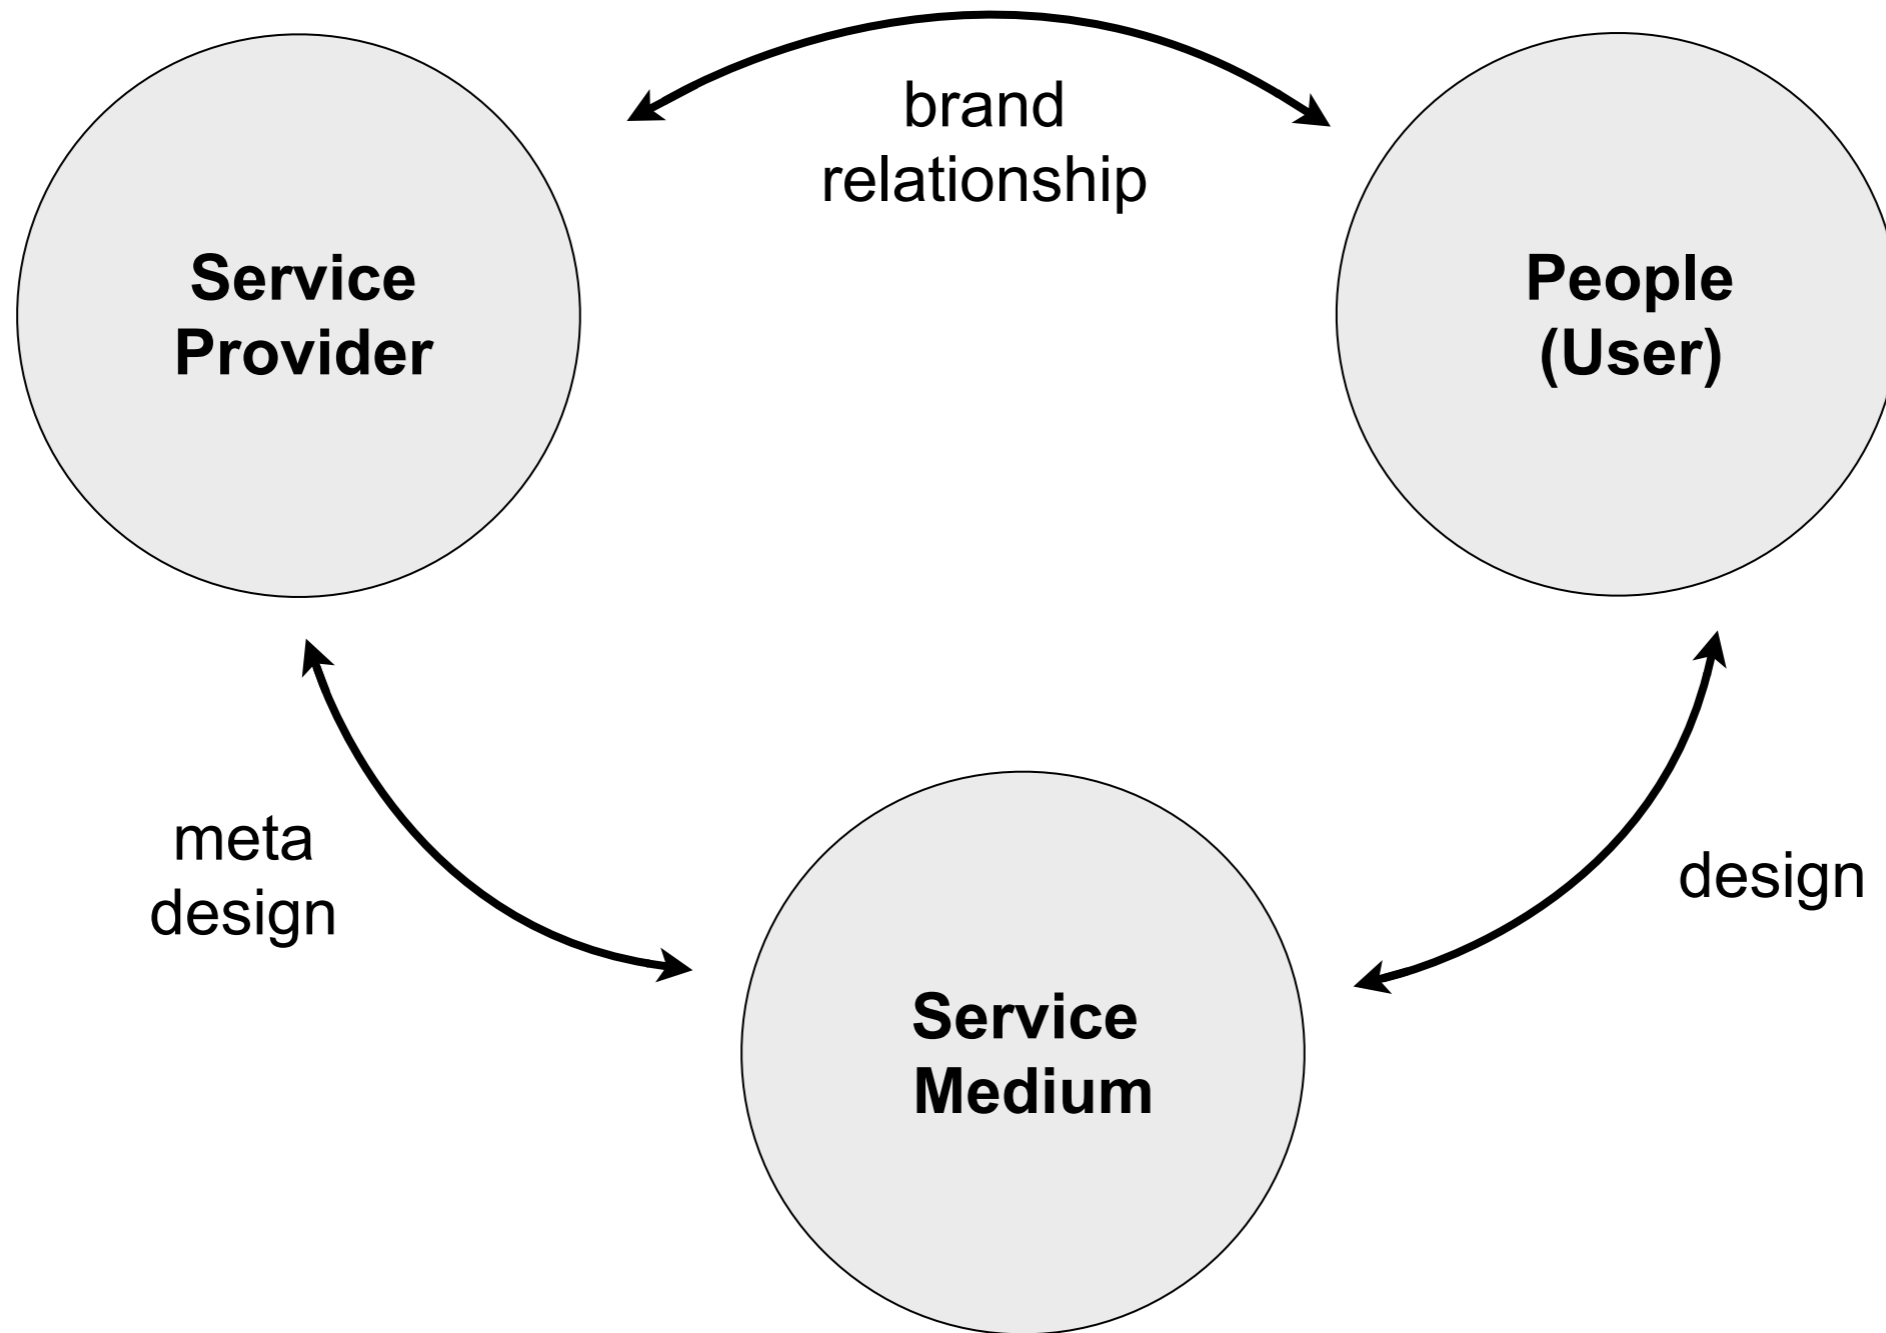 brand
relationship
Service
Provider
People
(User)
meta
design
design
Service
Medium